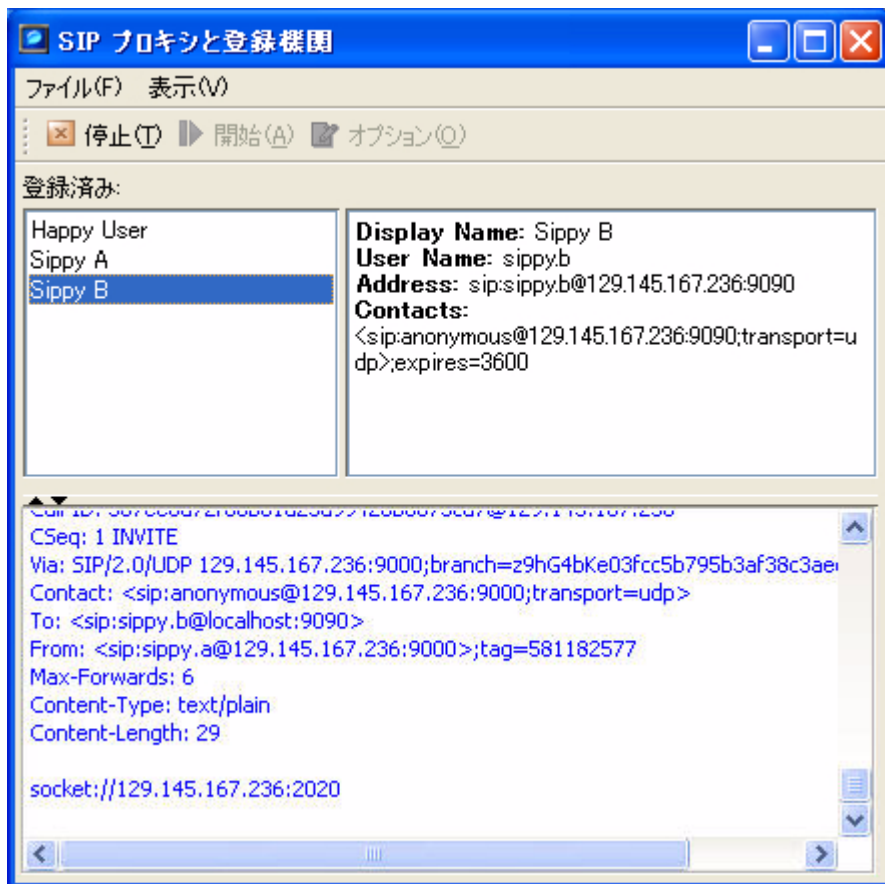 SIP プロキシと登録機関
ファイル(F) 表示(V)
停止(T) 開始(A) オプション(O)
登録済み:
Happy User
Sippy A
Sippy B
Display Name: Sippy B
User Name: sippy.b
Address: sip:sippy.b@129.145.167.236:9090
Contacts:
<sip:anonymous@129.145.167.236:9090;transport=u
dp>;expires=3600
CSeq: 1 INVITE
Via: SIP/2.0/UDP 129.145.167.236:9000;branch=z9hG4bKe03fcc5b795b3af38c3ae
Contact: <sip:anonymous@129.145.167.236:9000;transport=udp>
To: <sip:sippy.b@localhost:9090>
From: <sip:sippy.a@129.145.167.236:9000>;tag=581182577
Max-Forwards: 6
Content-Type: text/plain
Content-Length: 29
socket://129.145.167.236:2020